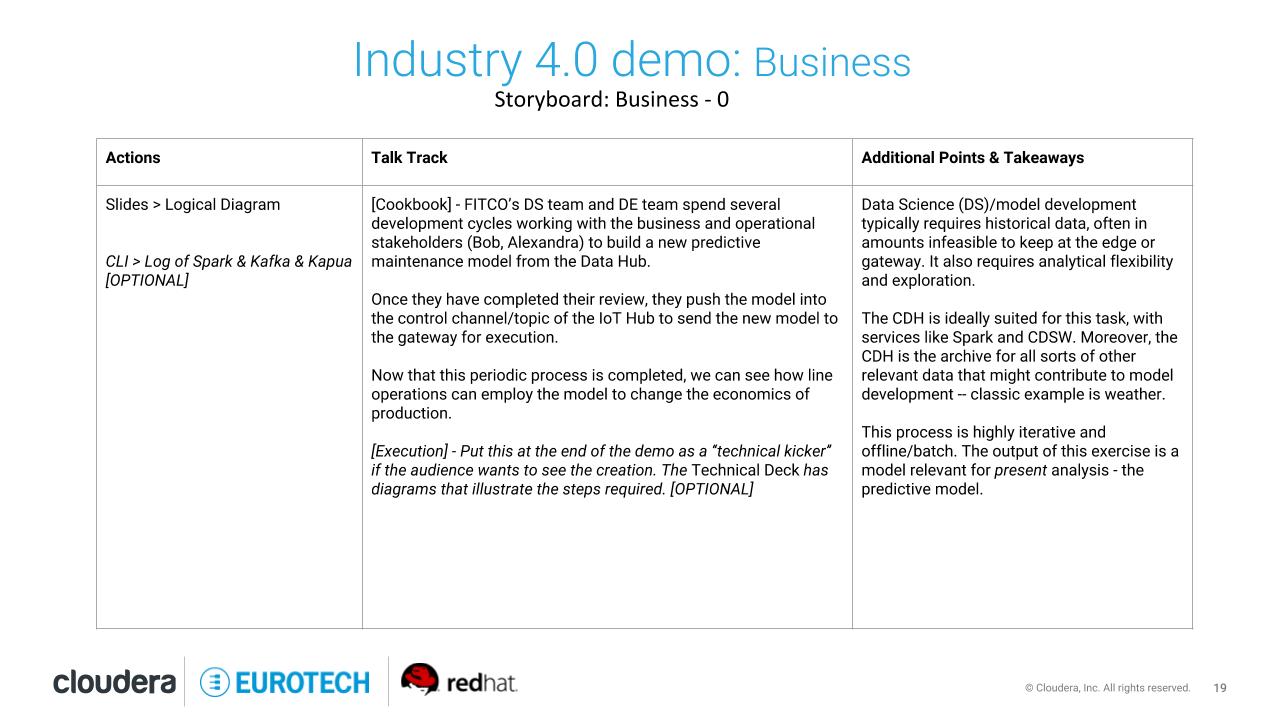 Industry 4.0 demo: Business
Storyboard: Business - 0
Actions
Talk Track
Additional Points & Takeaways
Slides > Logical Diagram
CLI > Log of Spark & Kafka & Kapua
[OPTIONAL]
[Cookbook] - FITCO’s DS team and DE team spend several
development cycles working with the business and operational
stakeholders (Bob, Alexandra) to build a new predictive
maintenance model from the Data Hub.
Once they have completed their review, they push the model into
the control channel/topic of the IoT Hub to send the new model to
the gateway for execution.
Now that this periodic process is completed, we can see how line
operations can employ the model to change the economics of
production.
[Execution] - Put this at the end of the demo as a “technical kicker”
if the audience wants to see the creation. The Technical Deck has
diagrams that illustrate the steps required. [OPTIONAL]
Data Science (DS)/model development
typically requires historical data, often in
amounts infeasible to keep at the edge or
gateway. It also requires analytical flexibility
and exploration.
The CDH is ideally suited for this task, with
services like Spark and CDSW. Moreover, the
CDH is the archive for all sorts of other
relevant data that might contribute to model
development -- classic example is weather.
This process is highly iterative and
offline/batch. The output of this exercise is a
model relevant for present analysis - the
predictive model.
cloudera
EUROTECH
redhat.
© Cloudera, Inc. All rights reserved.
19